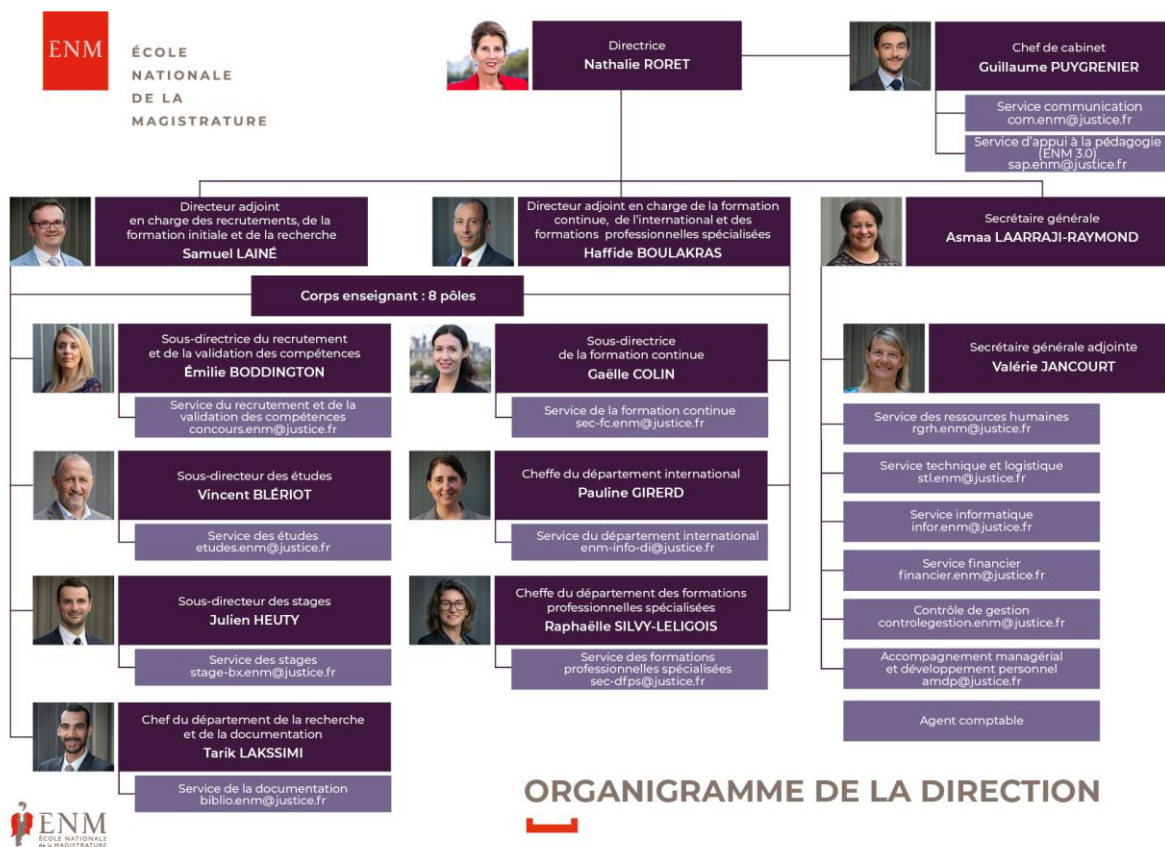 ENM
ÉCOLE
NATIONALE
DE LA
MAGISTRATURE
Directrice
Nathalie RORET
Chef de cabinet
Guillaume PUYGRENIER
Service communication
com.enm@justice.fr
Service d'appui à la pédagogie
(ENM 3.0)
sap.enm@justice.fr
Directeur adjoint
en charge des recrutements, de la
formation initiale et de la recherche
Samuel LAINÉ
Directeur adjoint en charge de la formation
continue, de l'international et des
formations professionnelles spécialisées
Haffide BOULAKRAS
Secrétaire générale
Asmaa LAARRAJI-RAYMOND
Corps enseignant : 8 pôles
Sous-directrice du recrutement
et de la validation des compétences
Émilie BODDINGTON
Service du recrutement et de la
validation des compétences
concours.enm@justice.fr
Sous-directrice
de la formation continue
Gaëlle COLIN
Service de la formation continue
sec-fc.enm@justice.fr
Secrétaire générale adjointe
Valérie JANCOURT
Service des ressources humaines
rgrh.enm@justice.fr
Sous-directeur des études
Vincent BLÉRIOT
Service des études
etudes.enm@justice.fr
Cheffe du département international
Pauline GIRERD
Service du département international
enm-info-di@justice.fr
Service technique et logistique
stl.enm@justice.fr
Service informatique
infor.enm@justice.fr
Service financier
financier.enm@justice.fr
Sous-directeur des stages
Julien HEUTY
Service des stages
stage-bx.enm@justice.fr
Cheffe du département des formations
professionnelles spécialisées
Raphaëlle SILVY-LELIGOIS
Service des formations
professionnelles spécialisées
sec-dfps@justice.fr
Contrôle de gestion
controlegestion.enm@justice.fr
Accompagnement managérial
et développement personnel
amdp@justice.fr
Agent comptable
Chef du département de la recherche
et de la documentation
Tarik LAKSSIMI
Service de la documentation
biblio.enm@justice.fr
ORGANIGRAMME DE LA DIRECTION
ENM
ÉCOLE NATIONALE
de la MAGISTRATURE